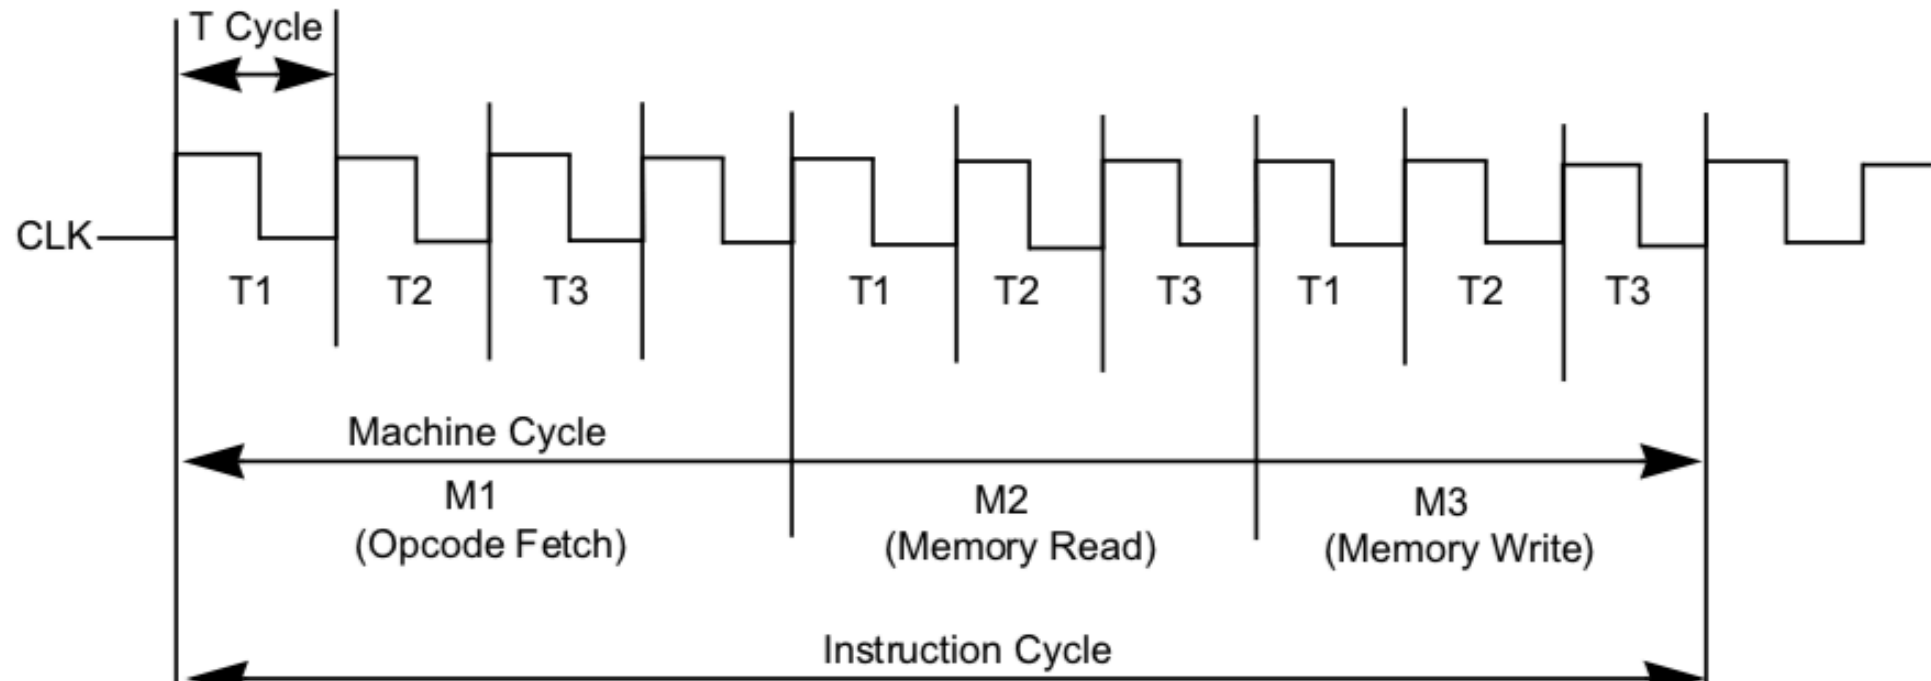 T Cycle
CLK
T1 T2 T3 T1 T2 T3 T1 T2 T3
Machine Cycle
M1 M2 M3
(Opcode Fetch) (Memory Read) (Memory Write)
Instruction Cycle